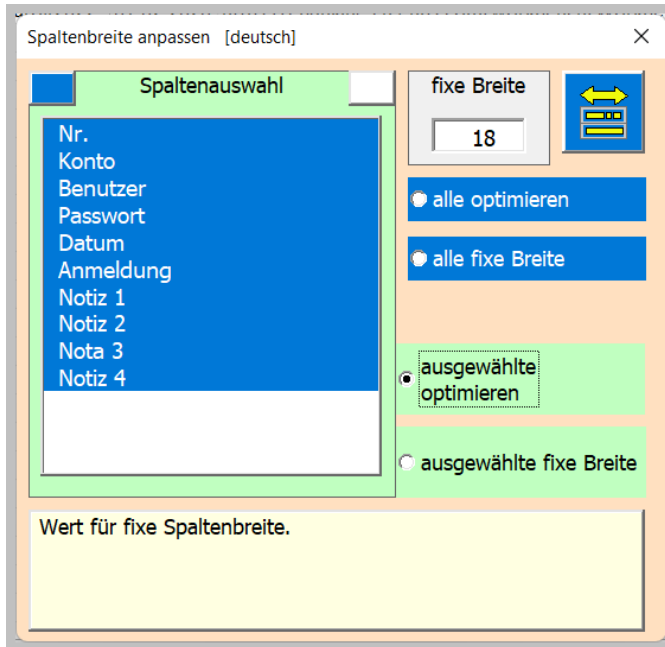 Spaltenbreite anpassen [deutsch]
Spaltenauswahl
Nr.
Konto
Benutzer
Passwort
Datum
Anmeldung
Notiz 1
Notiz 2
Nota 3
Notiz 4
fixe Breite
18
alle optimieren
alle fixe Breite
ausgewählte
optimieren
ausgewählte fixe Breite
Wert für fixe Spaltenbreite.